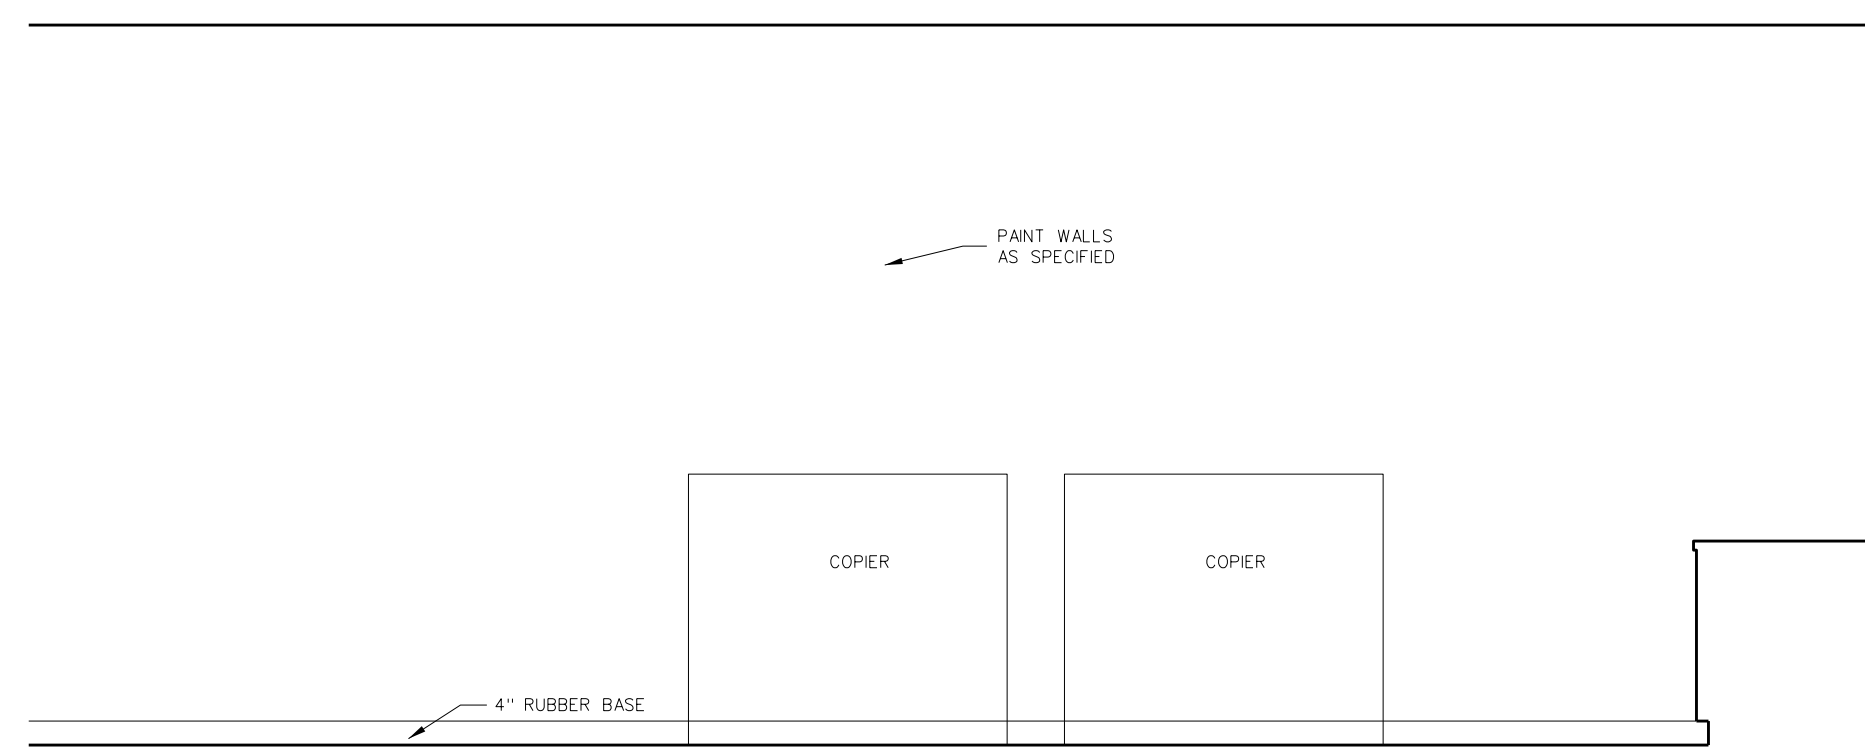 PAINT WALLS
AS SPECIFIED
COPIER
COPIER
4" RUBBER BASE